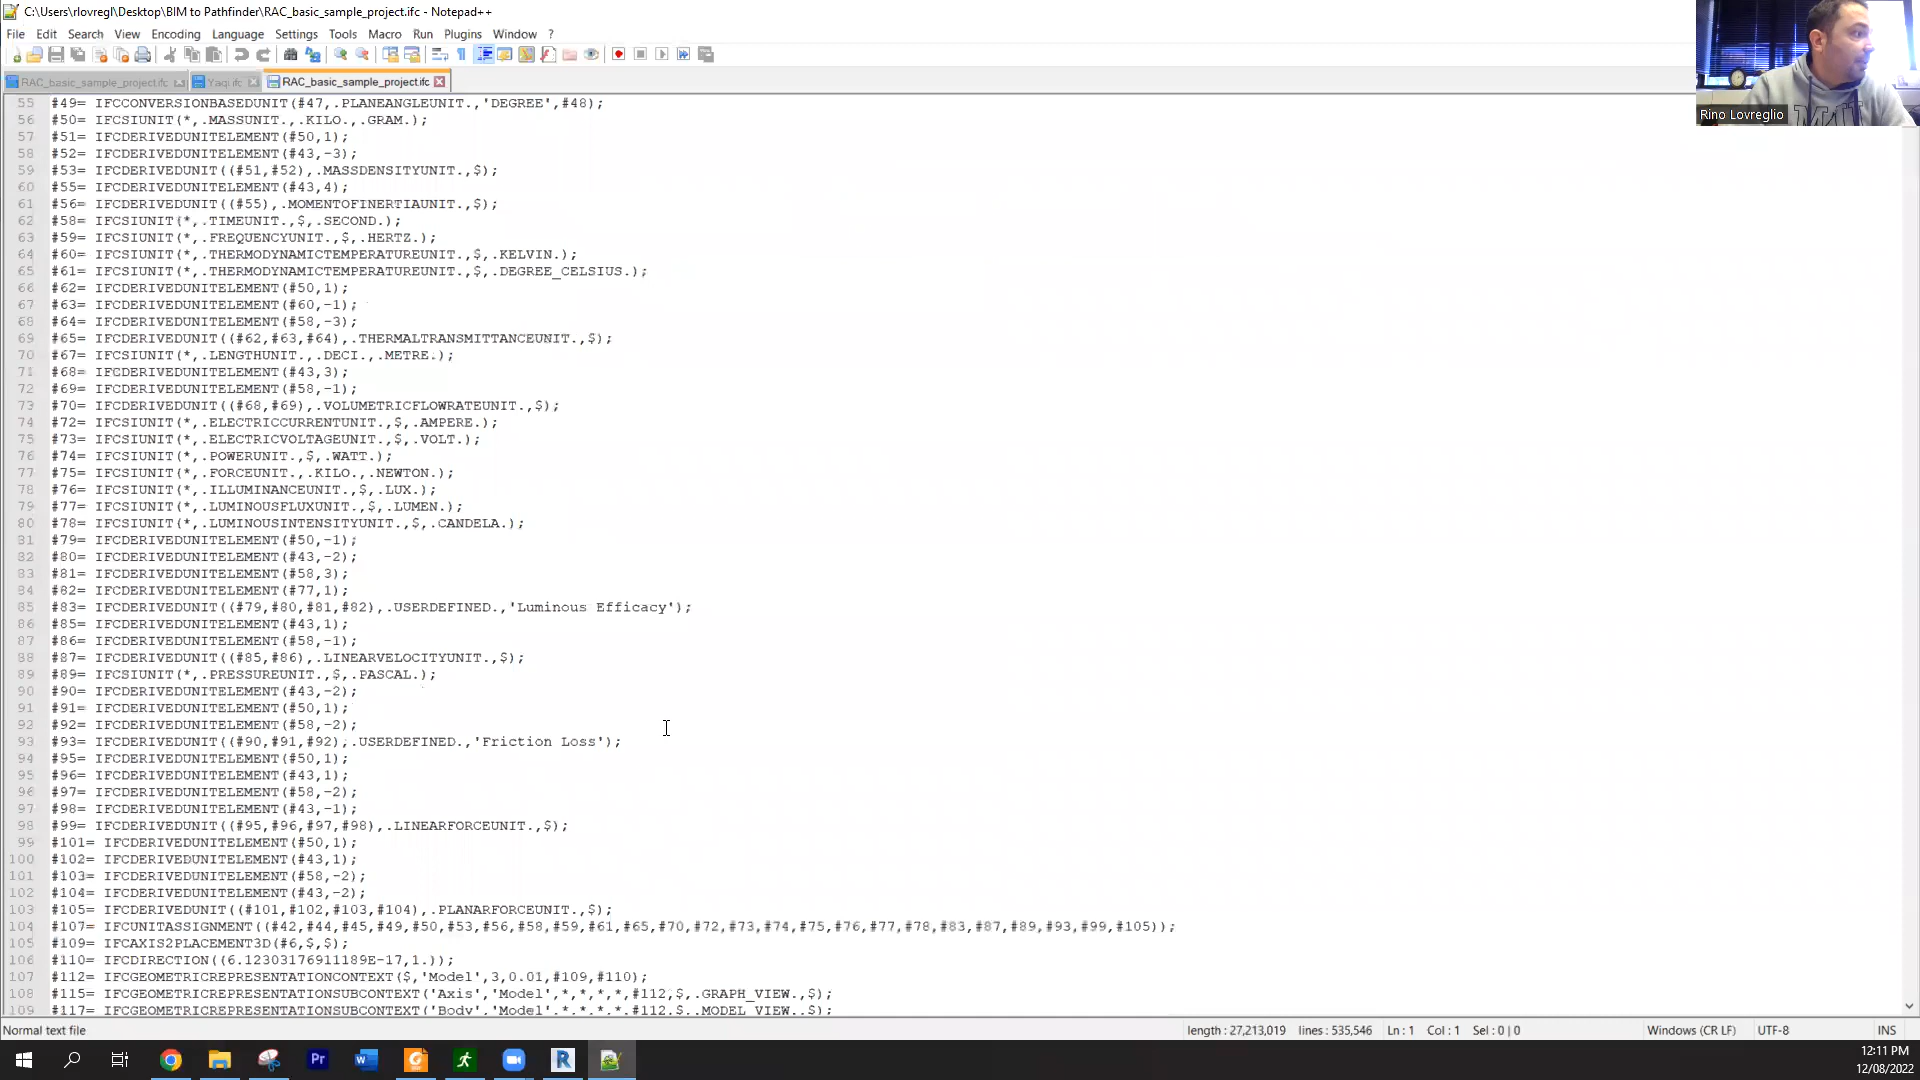 C:\Users\rlovregl\Desktop\BIM to Pathfinder\RAC_basic_sample_project.ifc - Notepad++
File Edit Search View Encoding Language Settings Tools Macro Run Plugins Window ?
RAC_basic_sample_project.ifc Yaqi.ifc RAC_basic_sample_project.ifc
Rino Lovreglio
55 #49= IFCCONVERSIONBASEDUNIT(#47,.PLANEANGLEUNIT.,'DEGREE',#48);
56 #50= IFCSIUNIT(*,.MASSUNIT.,.KILO.,.GRAM.);
57 #51= IFCDERIVEDUNITELEMENT(#50,1);
58 #52= IFCDERIVEDUNITELEMENT(#43,-3);
59 #53= IFCDERIVEDUNIT((#51,#52),.MASSDENSITYUNIT.,$);
60 #55= IFCDERIVEDUNITELEMENT(#43,4);
61 #56= IFCDERIVEDUNIT((#55),.MOMENTOFINERTIAUNIT.,$);
62 #58= IFCSIUNIT(*,.TIMEUNIT.,$,.SECOND.);
63 #59= IFCSIUNIT(*,.FREQUENCYUNIT.,$,.HERTZ.);
64 #60= IFCSIUNIT(*,.THERMODYNAMICTEMPERATUREUNIT.,$,.KELVIN.);
65 #61= IFCSIUNIT(*,.THERMODYNAMICTEMPERATUREUNIT.,$,.DEGREE_CELSIUS.);
66 #62= IFCDERIVEDUNITELEMENT(#50,1);
67 #63= IFCDERIVEDUNITELEMENT(#60,-1);
68 #64= IFCDERIVEDUNITELEMENT(#58,-3);
69 #65= IFCDERIVEDUNIT((#62,#63,#64),.THERMALTRANSMITTANCEUNIT.,$);
70 #67= IFCSIUNIT(*,.LENGTHUNIT.,.DECI.,.METRE.);
71 #68= IFCDERIVEDUNITELEMENT(#43,3);
72 #69= IFCDERIVEDUNITELEMENT(#58,-1);
73 #70= IFCDERIVEDUNIT((#68,#69),.VOLUMETRICFLOWRATEUNIT.,$);
74 #72= IFCSIUNIT(*,.ELECTRICCURRENTUNIT.,$,.AMPERE.);
75 #73= IFCSIUNIT(*,.ELECTRICVOLTAGEUNIT.,$,.VOLT.);
76 #74= IFCSIUNIT(*,.POWERUNIT.,$,.WATT.);
77 #75= IFCSIUNIT(*,.FORCEUNIT.,.KILO.,.NEWTON.);
78 #76= IFCSIUNIT(*,.ILLUMINANCEUNIT.,$,.LUX.);
79 #77= IFCSIUNIT(*,.LUMINOUSFLUXUNIT.,$,.LUMEN.);
80 #78= IFCSIUNIT(*,.LUMINOUSINTENSITYUNIT.,$,.CANDELA.);
81 #79= IFCDERIVEDUNITELEMENT(#50,-1);
82 #80= IFCDERIVEDUNITELEMENT(#43,-2);
83 #81= IFCDERIVEDUNITELEMENT(#58,3);
84 #82= IFCDERIVEDUNITELEMENT(#77,1);
85 #83= IFCDERIVEDUNIT((#79,#80,#81,#82),.USERDEFINED.,'Luminous Efficacy');
86 #85= IFCDERIVEDUNITELEMENT(#43,1);
87 #86= IFCDERIVEDUNITELEMENT(#58,-1);
88 #87= IFCDERIVEDUNIT((#85,#86),.LINEARVELOCITYUNIT.,$);
89 #89= IFCSIUNIT(*,.PRESSUREUNIT.,$,.PASCAL.);
90 #90= IFCDERIVEDUNITELEMENT(#43,-2);
91 #91= IFCDERIVEDUNITELEMENT(#50,1);
92 #92= IFCDERIVEDUNITELEMENT(#58,-2);
93 #93= IFCDERIVEDUNIT((#90,#91,#92),.USERDEFINED.,'Friction Loss');
94 #95= IFCDERIVEDUNITELEMENT(#50,1);
95 #96= IFCDERIVEDUNITELEMENT(#43,1);
96 #97= IFCDERIVEDUNITELEMENT(#58,-2);
97 #98= IFCDERIVEDUNITELEMENT(#43,-1);
98 #99= IFCDERIVEDUNIT((#95,#96,#97,#98),.LINEARFORCEUNIT.,$);
99 #101= IFCDERIVEDUNITELEMENT(#50,1);
100 #102= IFCDERIVEDUNITELEMENT(#43,1);
101 #103= IFCDERIVEDUNITELEMENT(#58,-2);
102 #104= IFCDERIVEDUNITELEMENT(#43,-2);
103 #105= IFCDERIVEDUNIT((#101,#102,#103,#104),.PLANARFORCEUNIT.,$);
104 #107= IFCUNITASSIGNMENT((#42,#44,#45,#49,#50,#53,#56,#58,#59,#61,#65,#70,#72,#73,#74,#75,#76,#77,#78,#83,#87,#89,#93,#99,#105));
105 #109= IFCAXIS2PLACEMENT3D(#6,$,$);
106 #110= IFCDIRECTION((6.12303176911189E-17,1.));
107 #112= IFCGEOMETRICREPRESENTATIONCONTEXT($,'Model',3,0.01,#109,#110);
108 #115= IFCGEOMETRICREPRESENTATIONSUBCONTEXT('Axis','Model',*,*,*,*,#112,$,.GRAPH_VIEW.,$);
109 #117= IFCGEOMETRICREPRESENTATIONSUBCONTEXT('Body','Model',*,*,*,*,#112,$,.MODEL_VIEW.,$);
Normal text file length : 27,213,019 lines : 535,546 Ln : 1 Col : 1 Sel : 0 | 0 Windows (CR LF) UTF-8 INS
12:11 PM
12/08/2022